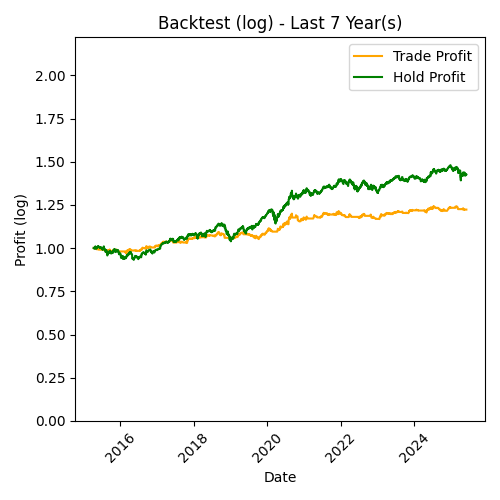 Backtest (log) - Last 7 Year(s)
Trade Profit
Hold Profit
Profit (log)
2.00
1.75
1.50
1.25
1.00
0.75
0.50
0.25
0.00
2016
2018
2020
2022
2024
Date